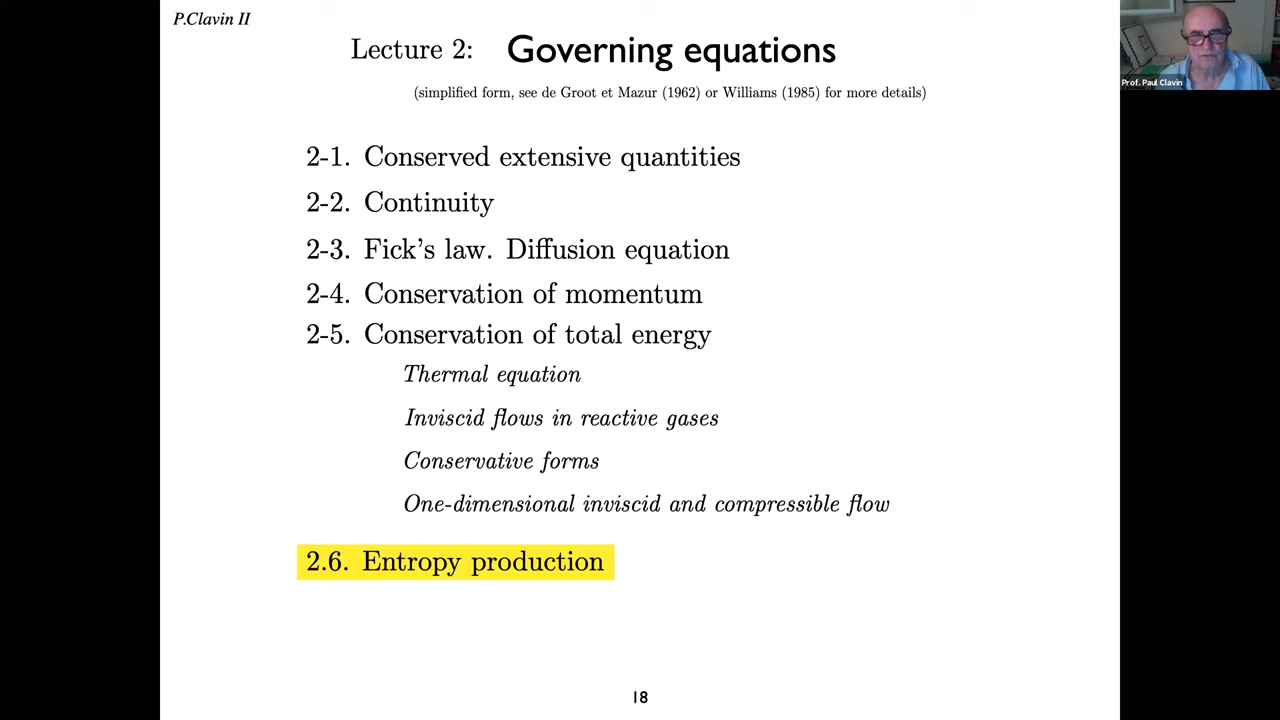 P.Clavin II
Lecture 2: Governing equations
(simplified form, see de Groot et Mazur (1962) or Williams (1985) for more details)
2-1. Conserved extensive quantities
2-2. Continuity
2-3. Fick's law. Diffusion equation
2-4. Conservation of momentum
2-5. Conservation of total energy
Thermal equation
Inviscid flows in reactive gases
Conservative forms
One-dimensional inviscid and compressible flow
2.6. Entropy production
18
Prof. Paul Clavin